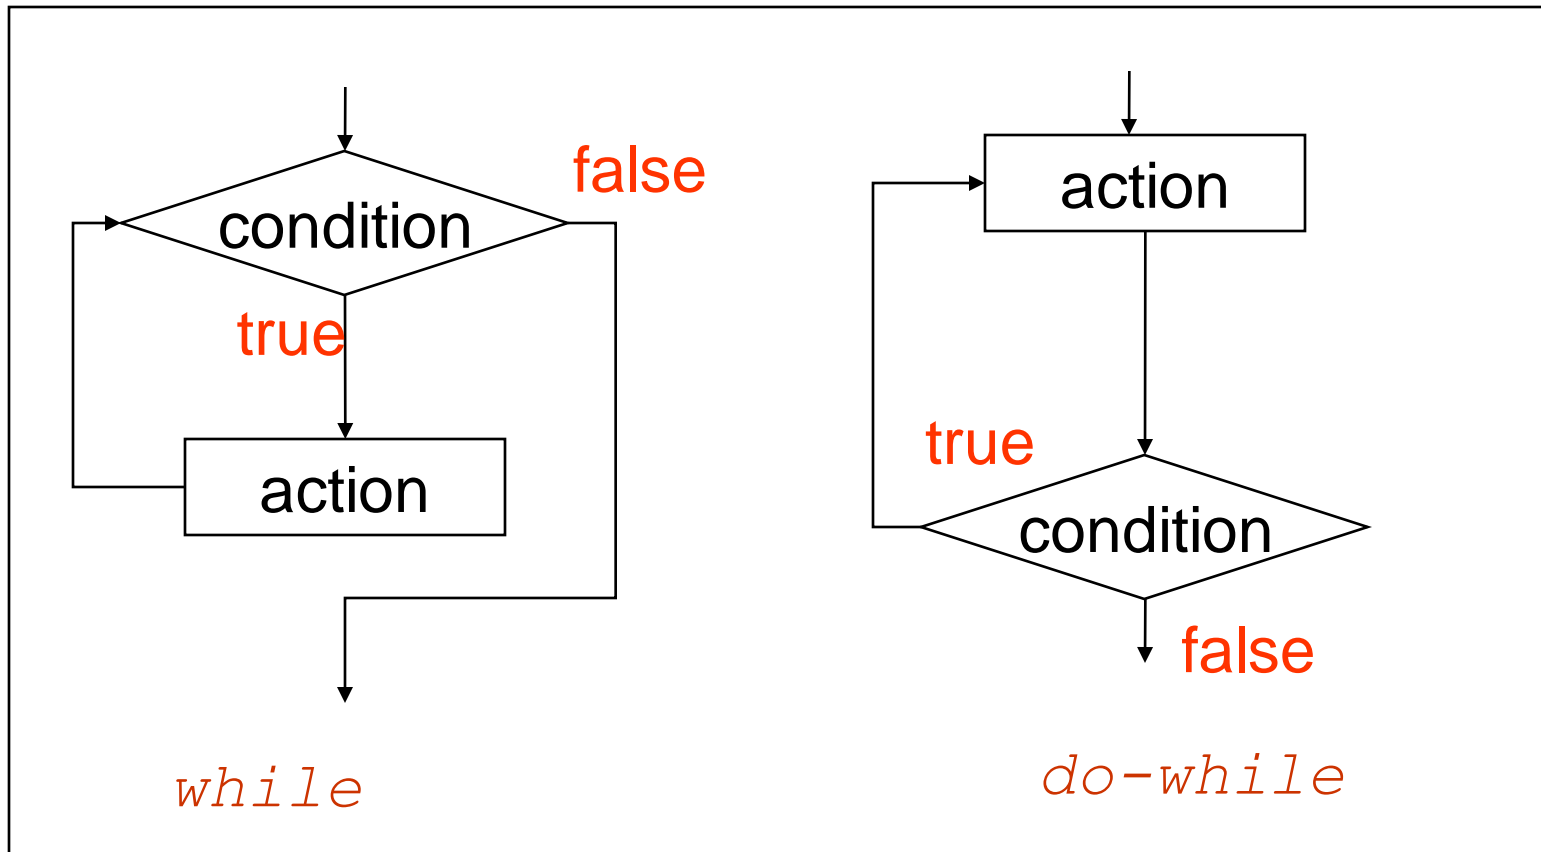 false
condition
true
action
while
action
true
condition
false
do-while